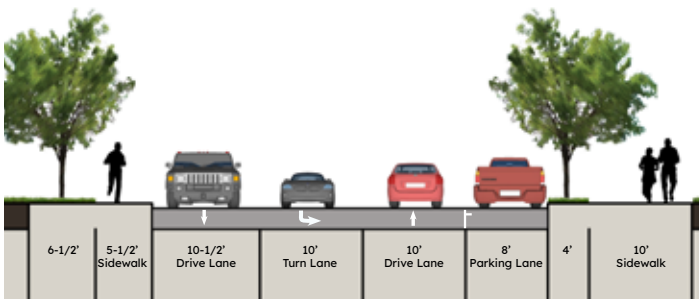 6-1/2’
5-1/2’
Sidewalk
10-1/2’
Drive Lane
10’
Turn Lane
10’
Drive Lane
8’
Parking Lane
4’
10’
Sidewalk